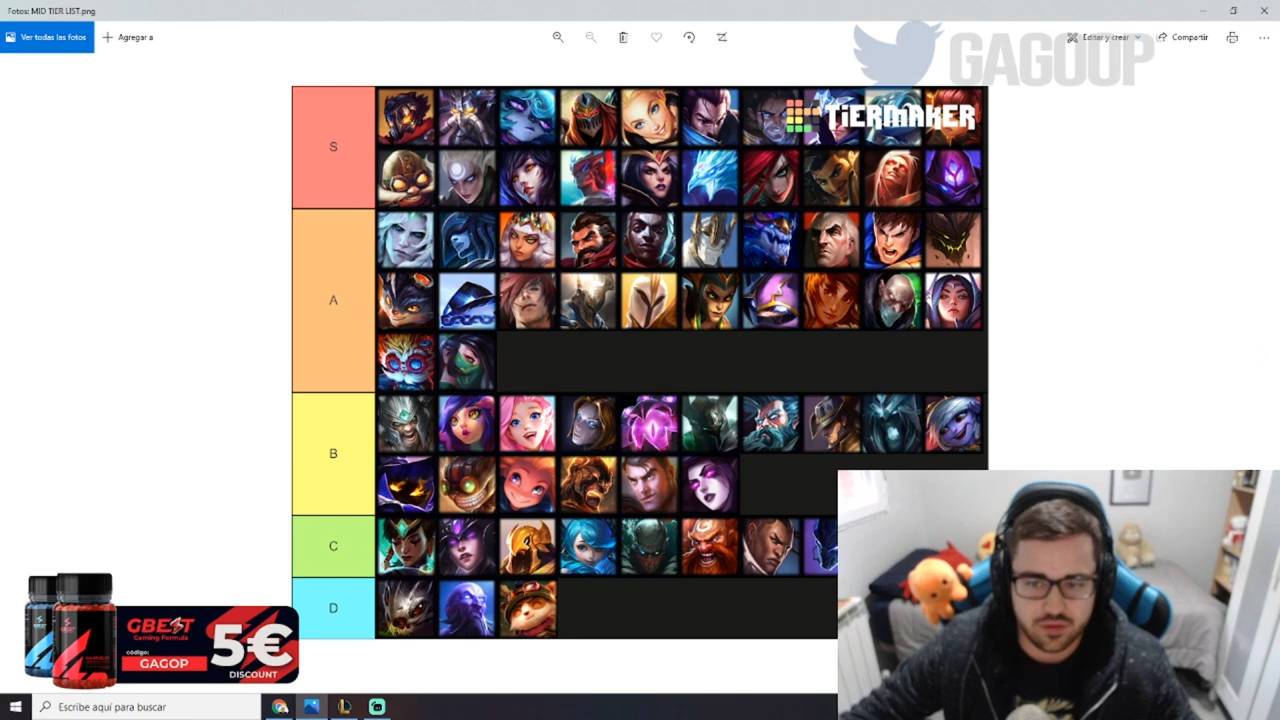 Fotos: MID TIER LIST.png
Ver todas las fotos
Agregar a
Editar y crear
Compartir
GAGOOP
TiERMAKER
S
A
B
C
D
GBEST
Gaming Formula
código:
GAGOP
5€
DISCOUNT
Escribe aquí para buscar